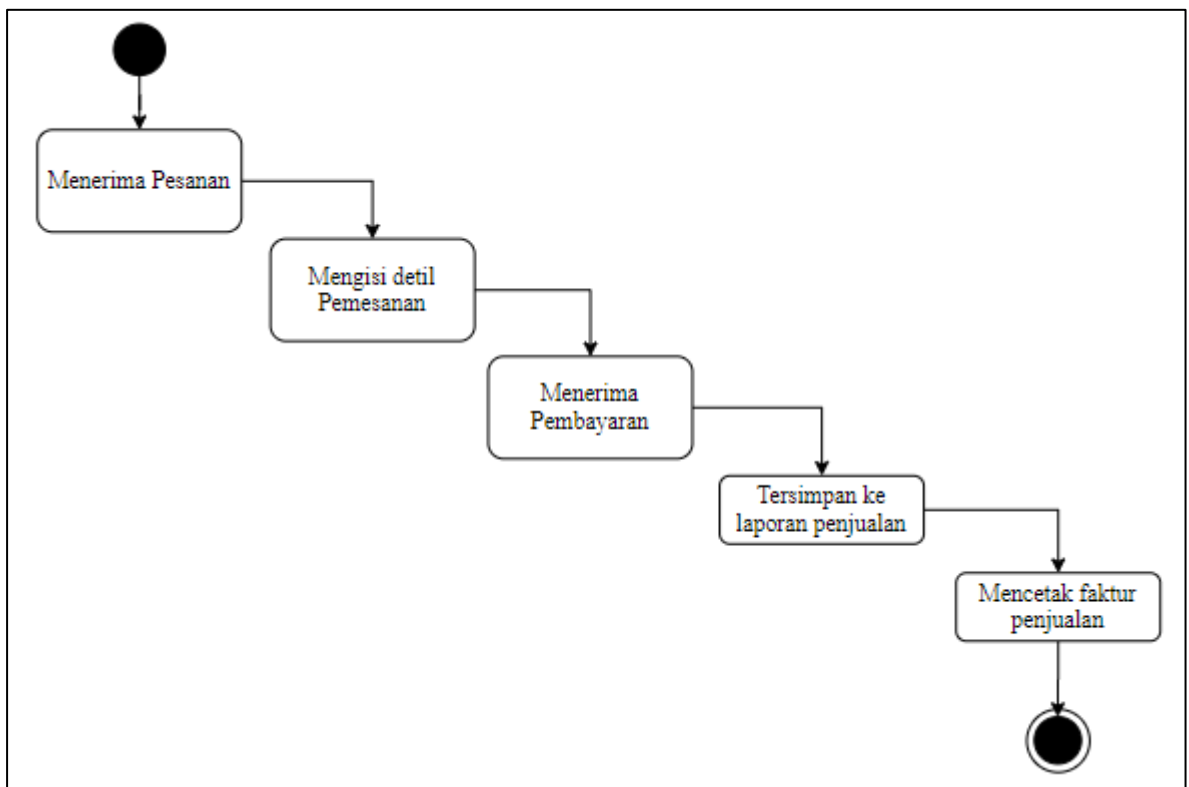 Menerima Pesanan
Mengisi detil
Pemesanan
Menerima
Pembayaran
Tersimpan ke
laporan penjualan
Mencetak faktur
penjualan